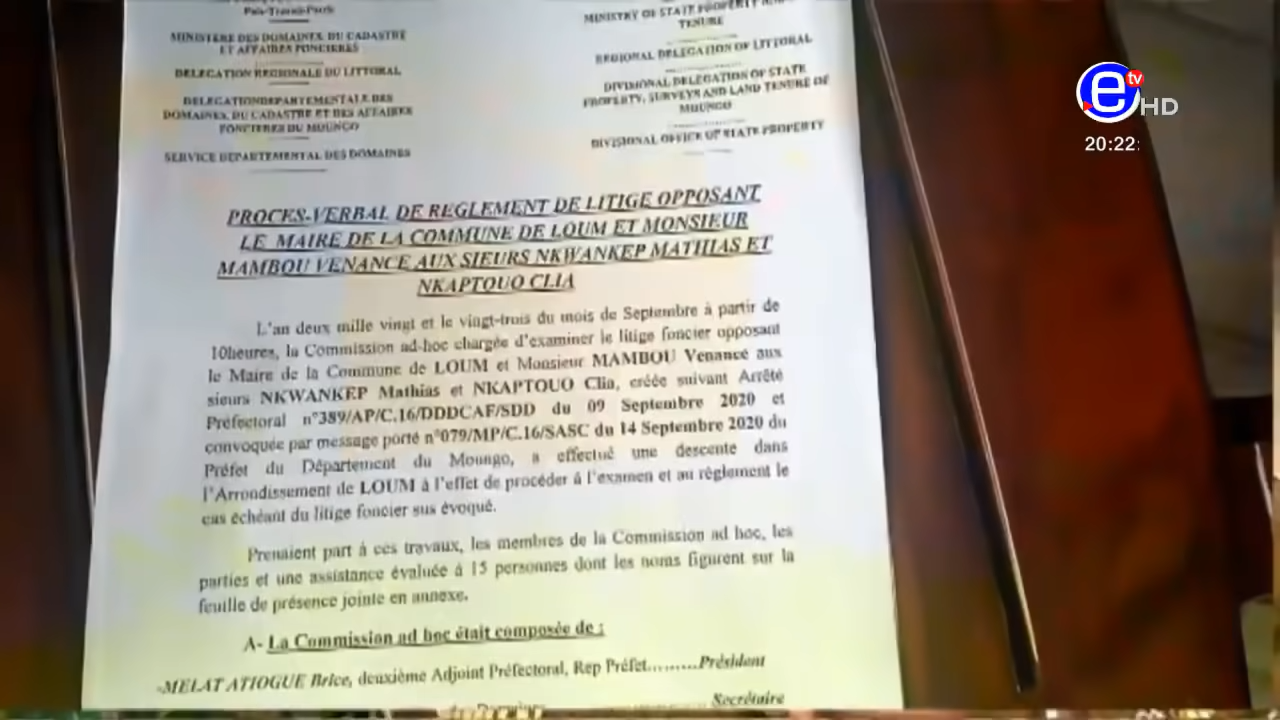 Paix-Travail-Patrie
MINISTERE DES DOMAINES, DU CADASTRE
ET AFFAIRES FONCIERES
DELEGATION REGIONALE DU LITTORAL
DELEGATIONDEPARTEMENTALE DES
DOMAINES, DU CADASTRE ET DES AFFAIRES
FONCIERES DU MOUNGO
SERVICE DEPARTEMENTAL DES DOMAINES
MINISTRY OF STATE PROPERTY AND
TENURE
REGIONAL DELEGATION OF LITTORAL
DIVISIONAL DELEGATION OF STATE
PROPERTY, SURVEYS AND LAND TENURE OF
MOUNGO
DIVISIONAL OFFICE OF STATE PROPERTY
e tv HD
20:22:
PROCES-VERBAL DE REGLEMENT DE LITIGE OPPOSANT
LE MAIRE DE LA COMMUNE DE LOUM ET MONSIEUR
MAMBOU VENANCE AUX SIEURS NKWANKEP MATHIAS ET
NKAPTOUO CLIA
L'an deux mille vingt et le vingt-trois du mois de Septembre à partir de
10heures, la Commission ad-hoc chargée d'examiner le litige foncier opposant
le Maire de la Commune de LOUM et Monsieur MAMBOU Venance aux
sieurs NKWANKEP Mathias et NKAPTOUO Clia, créée suivant Arrêté
Préfectoral n°389/AP/C.16/DDDCAF/SDD du 09 Septembre 2020 et
convoquée par message porté n°079/MP/C.16/SASC du 14 Septembre 2020 du
Préfet du Département du Moungo, a effectué une descente dans
l'Arrondissement de LOUM à l'effet de procéder à l'examen et au règlement le
cas échéant du litige foncier sus évoqué.
Prenaient part à ces travaux, les membres de la Commission ad hoc, les
parties et une assistance évaluée à 15 personnes dont les noms figurent sur la
feuille de présence jointe en annexe.
A- La Commission ad hoc était composée de :
-MELAT ATIOGUE Brice, deuxième Adjoint Préfectoral, Rep Préfet.........Président
Secrétaire